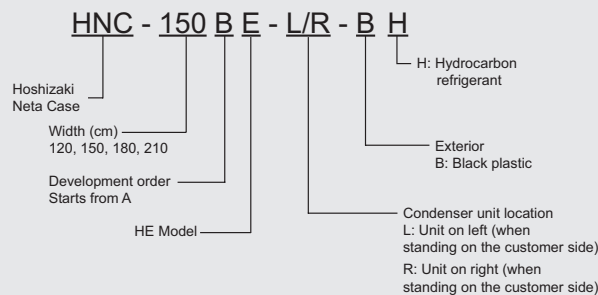 HNC - 150 B E - L/R - B H
H: Hydrocarbon
refrigerant
Hoshizaki
Neta Case
Width (cm)
120, 150, 180, 210
Exterior
B: Black plastic
Development order
Starts from A
HE Model
Condenser unit location
L: Unit on left (when
standing on the customer side)
R: Unit on right (when
standing on the customer side)